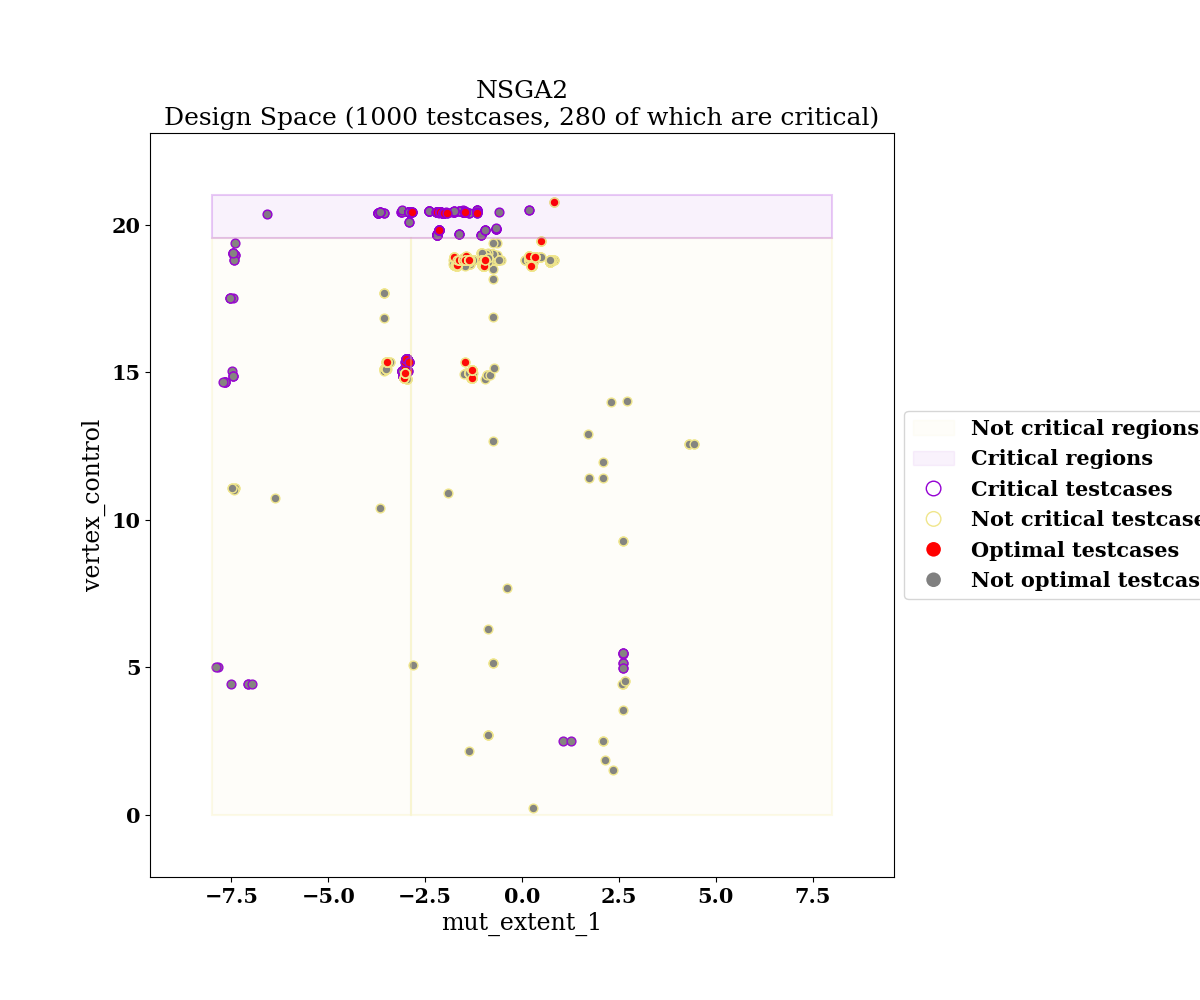 NSGA2
Design Space (1000 testcases, 280 of which are critical)
20
15
10
5
0
vertex_control
−7.5
−5.0
−2.5
0.0
2.5
5.0
7.5
mut_extent_1
Not critical regions
Critical regions
Critical testcases
Not critical testcase
Optimal testcases
Not optimal testcas